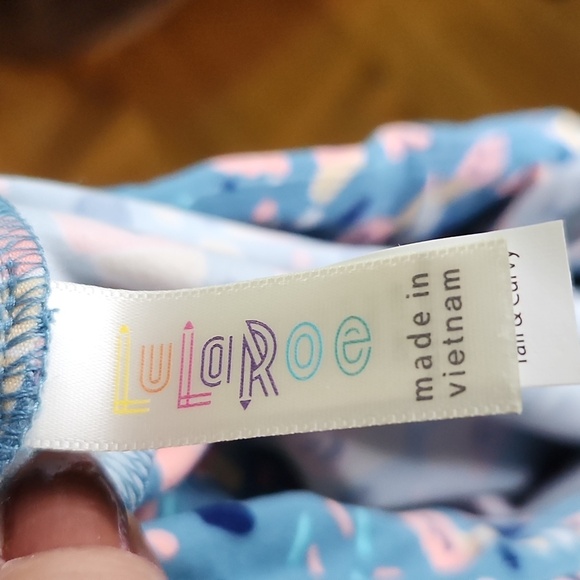 LuLaRoe
made in
vietnam
Tall & curvy